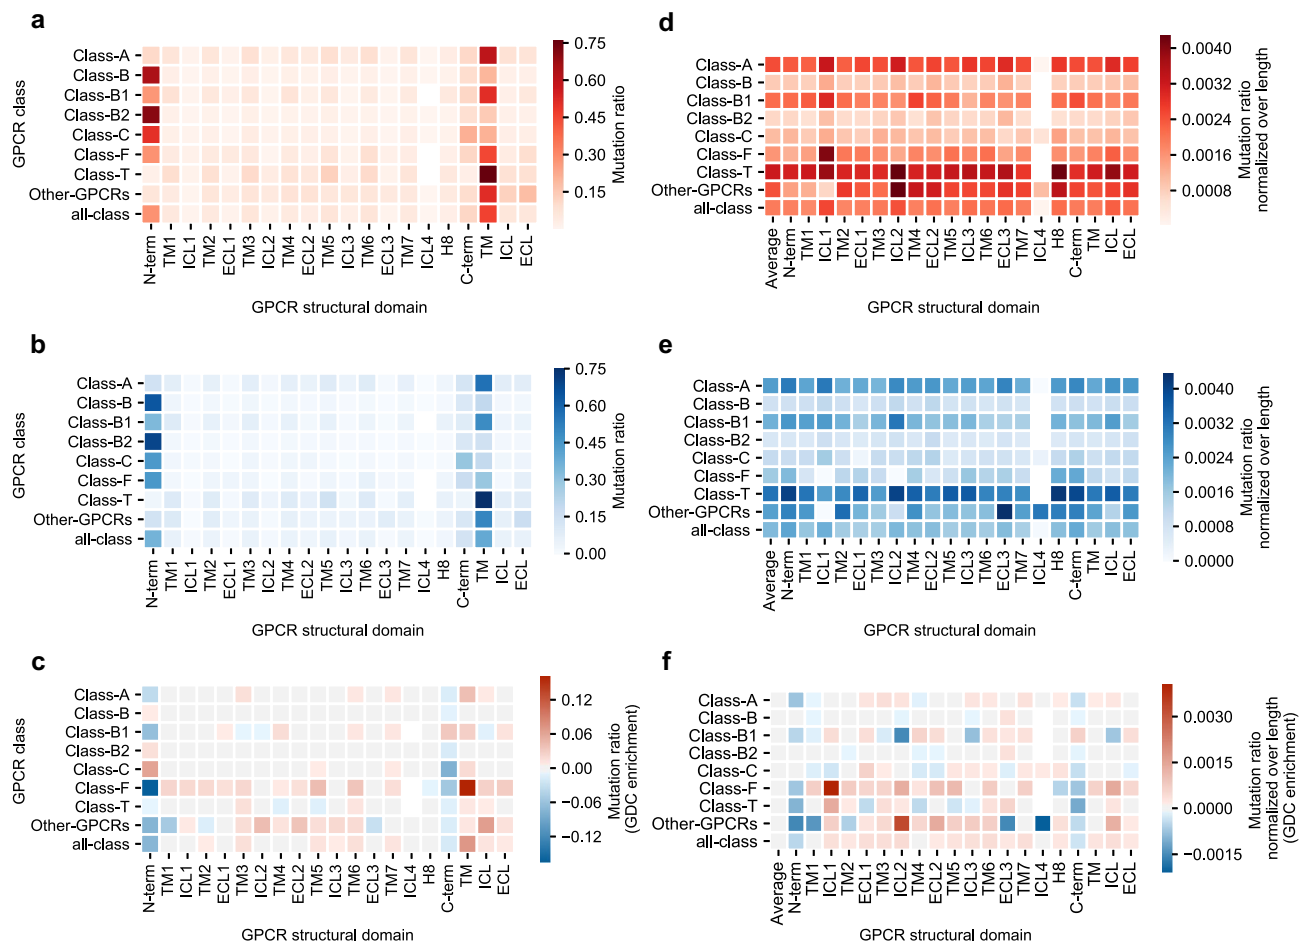 a
GPCR class
Class-A
Class-B
Class-B1
Class-B2
Class-C
Class-F
Class-T
Other-GPCRs
all-class
N-term
TM1
ICL1
TM2
ECL1
TM3
ICL2
TM4
ECL2
TM5
ICL3
TM6
ECL3
TM7
ICL4
H8
C-term
TM
ICL
ECL
GPCR structural domain
0.75
0.60
0.45
0.30
0.15
Mutation ratio
d
Class-A
Class-B
Class-B1
Class-B2
Class-C
Class-F
Class-T
Other-GPCRs
all-class
Average
N-term
TM1
ICL1
TM2
ECL1
TM3
ICL2
TM4
ECL2
TM5
ICL3
TM6
ECL3
TM7
ICL4
H8
C-term
TM
ICL
ECL
GPCR structural domain
0.0040
0.0032
0.0024
0.0016
0.0008
Mutation ratio
normalized over length
b
GPCR class
Class-A
Class-B
Class-B1
Class-B2
Class-C
Class-F
Class-T
Other-GPCRs
all-class
N-term
TM1
ICL1
TM2
ECL1
TM3
ICL2
TM4
ECL2
TM5
ICL3
TM6
ECL3
TM7
ICL4
H8
C-term
TM
ICL
ECL
GPCR structural domain
0.75
0.60
0.45
0.30
0.15
0.00
Mutation ratio
e
Class-A
Class-B
Class-B1
Class-B2
Class-C
Class-F
Class-T
Other-GPCRs
all-class
Average
N-term
TM1
ICL1
TM2
ECL1
TM3
ICL2
TM4
ECL2
TM5
ICL3
TM6
ECL3
TM7
ICL4
H8
C-term
TM
ICL
ECL
GPCR structural domain
0.0040
0.0032
0.0024
0.0016
0.0008
0.0000
Mutation ratio
normalized over length
c
GPCR class
Class-A
Class-B
Class-B1
Class-B2
Class-C
Class-F
Class-T
Other-GPCRs
all-class
N-term
TM1
ICL1
TM2
ECL1
TM3
ICL2
TM4
ECL2
TM5
ICL3
TM6
ECL3
TM7
ICL4
H8
C-term
TM
ICL
ECL
GPCR structural domain
0.12
0.06
0.00
−0.06
−0.12
Mutation ratio
(GDC enrichment)
f
Class-A
Class-B
Class-B1
Class-B2
Class-C
Class-F
Class-T
Other-GPCRs
all-class
Average
N-term
TM1
ICL1
TM2
ECL1
TM3
ICL2
TM4
ECL2
TM5
ICL3
TM6
ECL3
TM7
ICL4
H8
C-term
TM
ICL
ECL
GPCR structural domain
0.0030
0.0015
0.0000
−0.0015
Mutation ratio
normalized over length
(GDC enrichment)